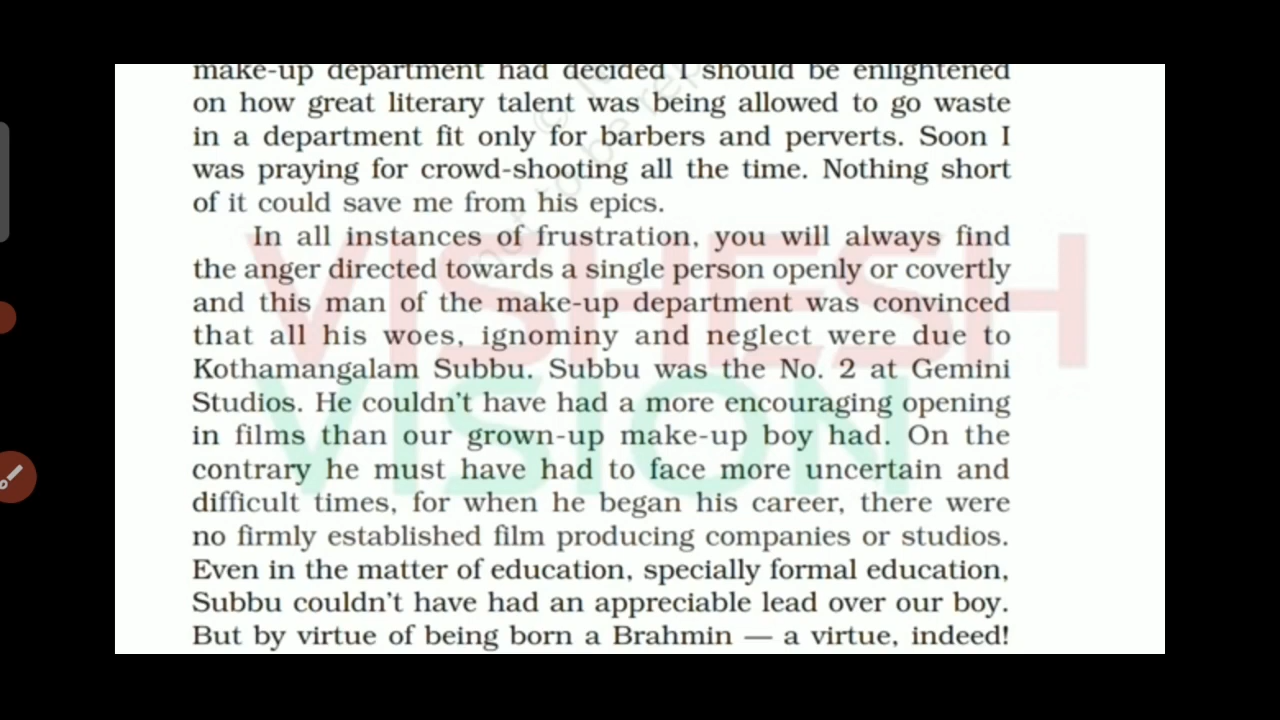 make-up department had decided I should be enlightened
on how great literary talent was being allowed to go waste
in a department fit only for barbers and perverts. Soon I
was praying for crowd-shooting all the time. Nothing short
of it could save me from his epics.
In all instances of frustration, you will always find
the anger directed towards a single person openly or covertly
and this man of the make-up department was convinced
that all his woes, ignominy and neglect were due to
Kothamangalam Subbu. Subbu was the No. 2 at Gemini
Studios. He couldn't have had a more encouraging opening
in films than our grown-up make-up boy had. On the
contrary he must have had to face more uncertain and
difficult times, for when he began his career, there were
no firmly established film producing companies or studios.
Even in the matter of education, specially formal education,
Subbu couldn't have had an appreciable lead over our boy.
But by virtue of being born a Brahmin — a virtue, indeed!
VISHESH
VISION